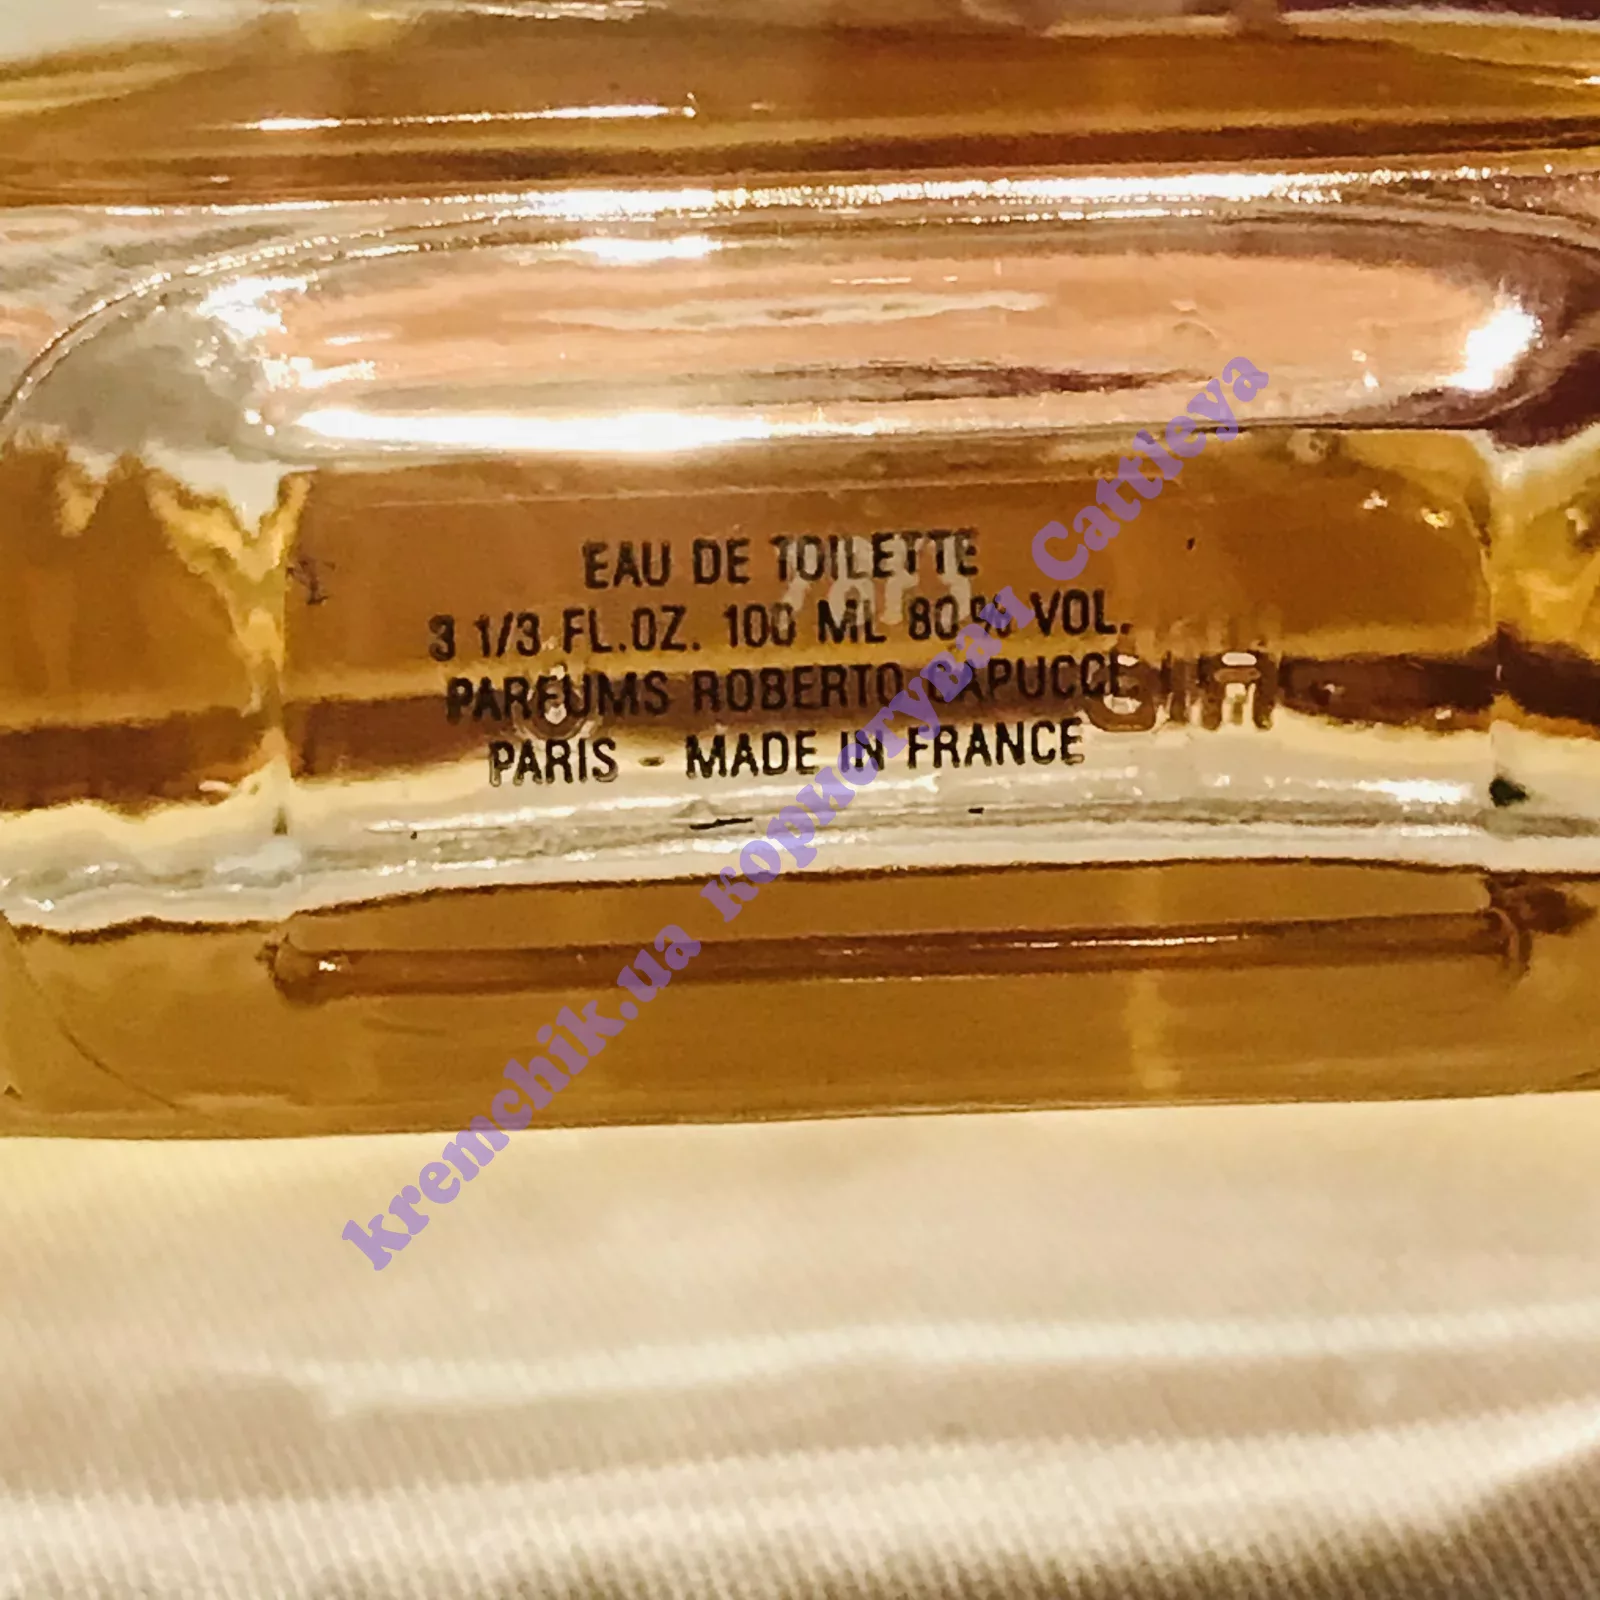 EAU DE TOILETTE
3 1/3 FL.OZ. 100 ML 80 % VOL.
PARFUMS ROBERTO CAPUCCI
PARIS - MADE IN FRANCE
kremchik.ua користувач Cattleya